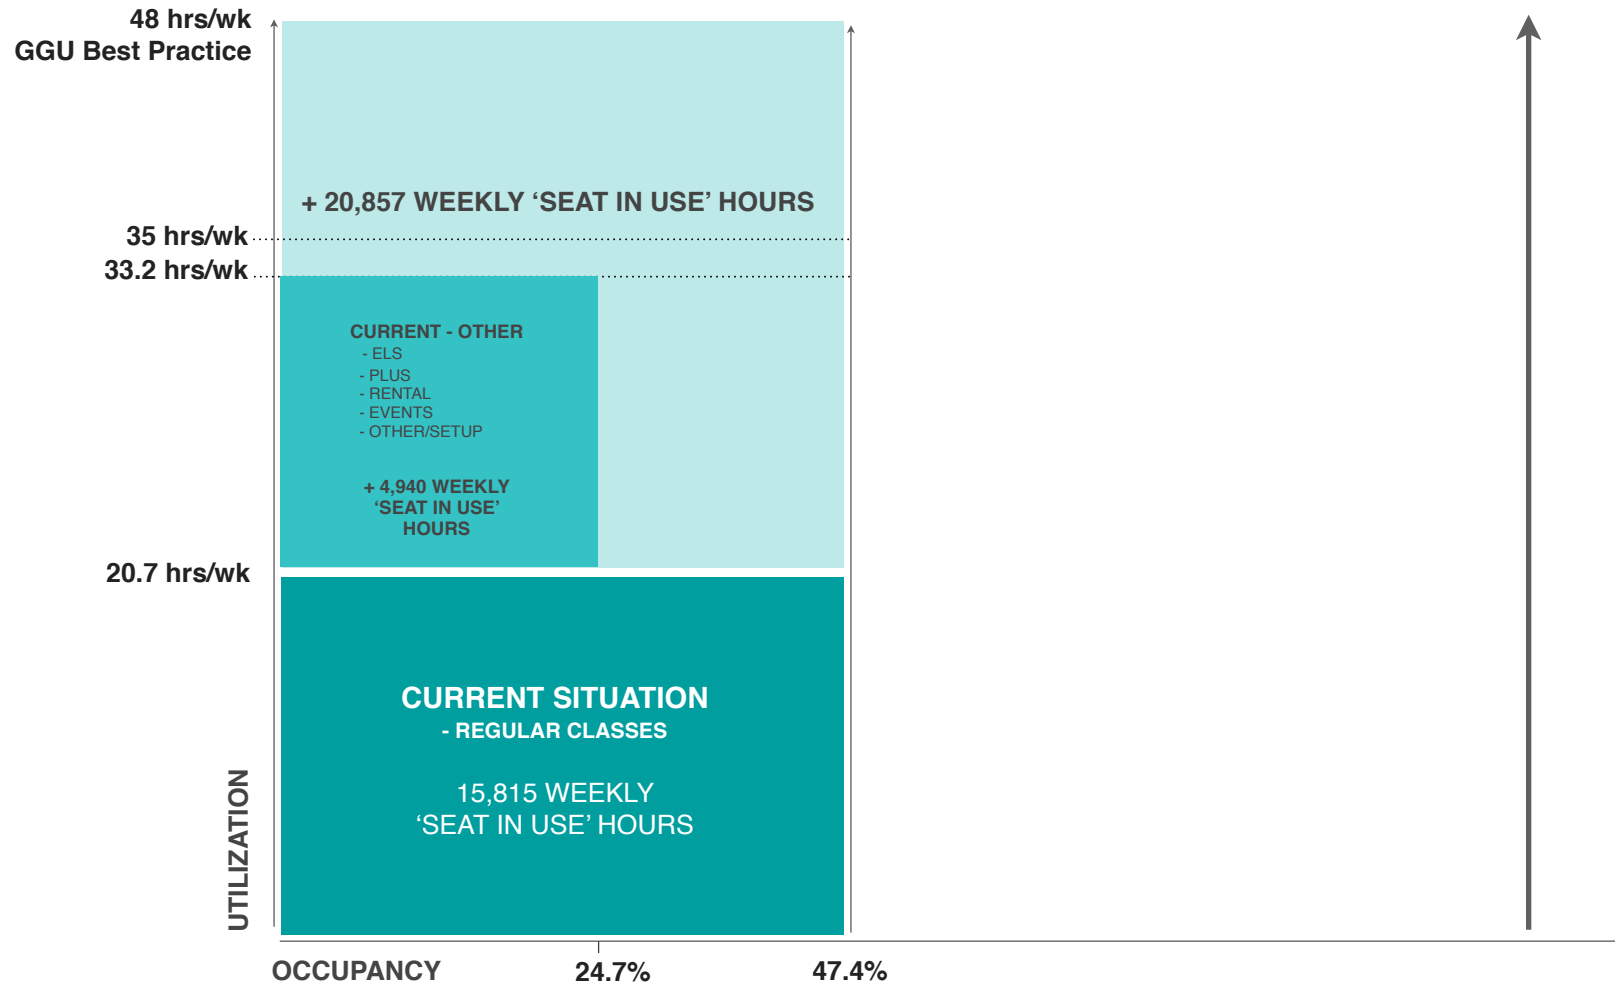 48 hrs/wk
GGU Best Practice
+ 20,857 WEEKLY ‘SEAT IN USE’ HOURS
35 hrs/wk
33.2 hrs/wk
CURRENT - OTHER
- ELS
- PLUS
- RENTAL
- EVENTS
- OTHER/SETUP
+ 4,940 WEEKLY
‘SEAT IN USE’
HOURS
20.7 hrs/wk
CURRENT SITUATION
- REGULAR CLASSES
15,815 WEEKLY
‘SEAT IN USE’ HOURS
UTILIZATION
OCCUPANCY
24.7%
47.4%